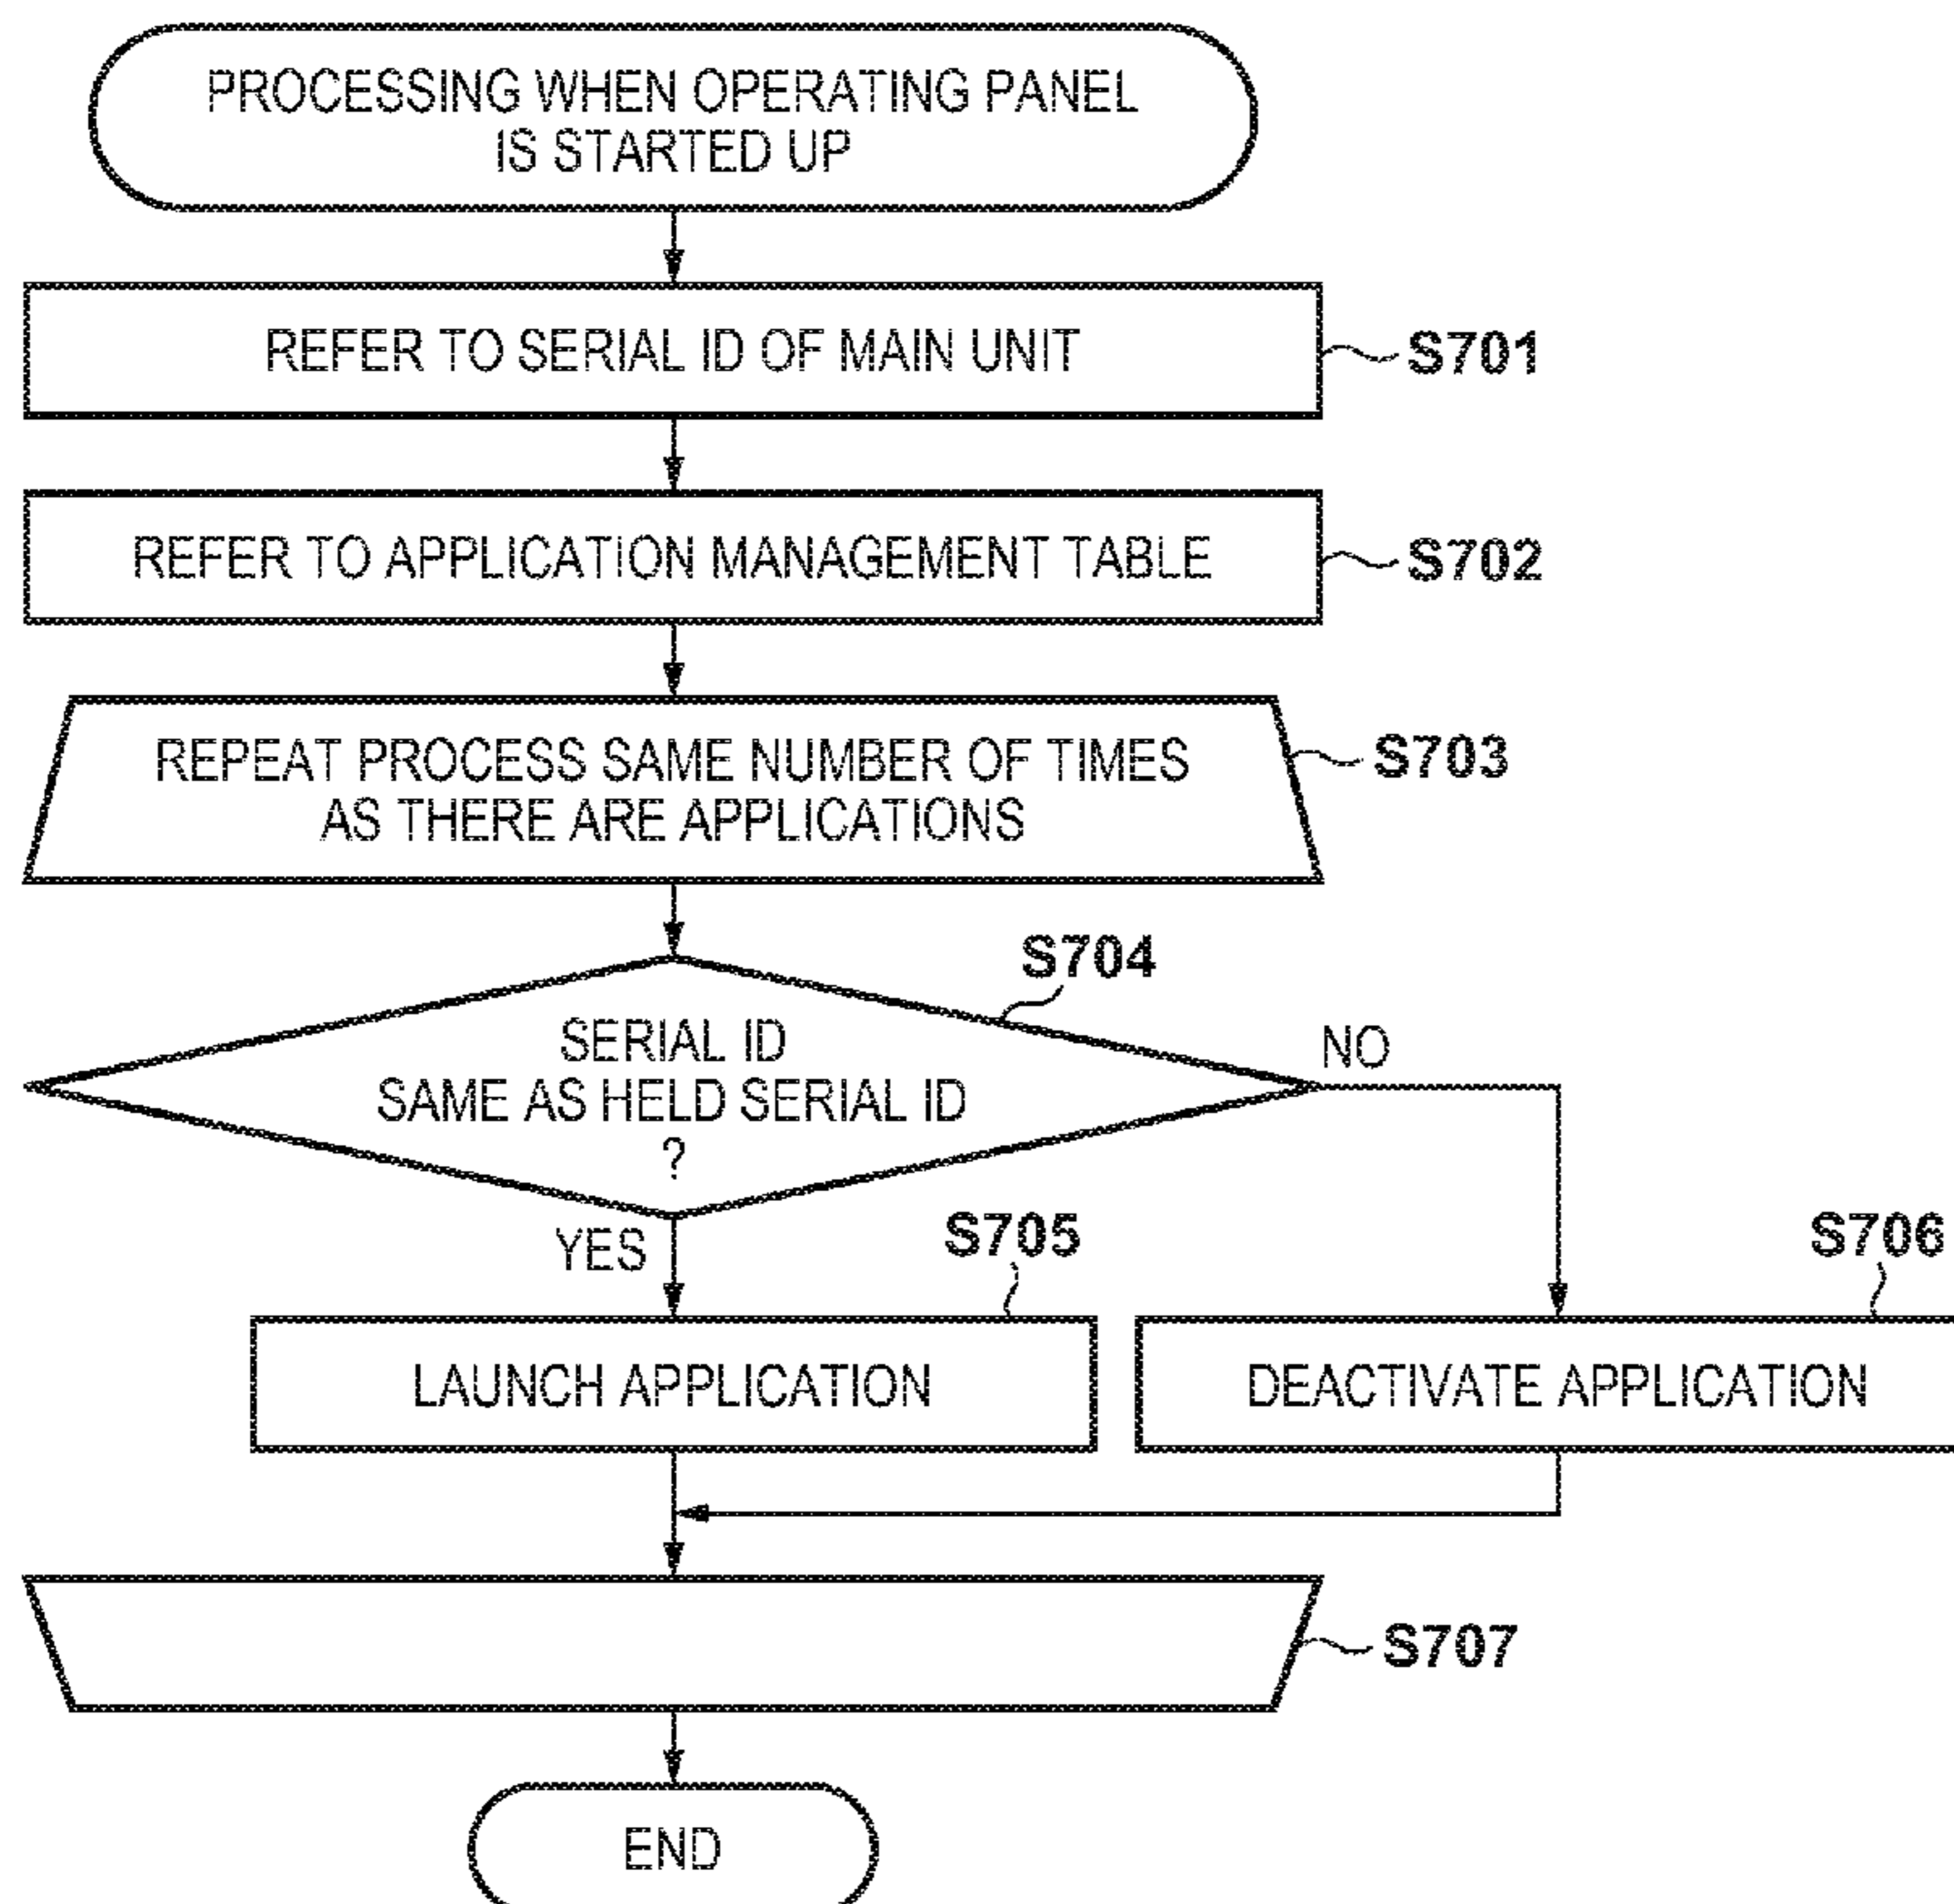 PROCESSING WHEN OPERATING PANEL
IS STARTED UP
REFER TO SERIAL ID OF MAIN UNIT
S701
REFER TO APPLICATION MANAGEMENT TABLE
S702
REPEAT PROCESS SAME NUMBER OF TIMES
AS THERE ARE APPLICATIONS
S703
S704
SERIAL ID
SAME AS HELD SERIAL ID
?
NO
YES
S705
S706
LAUNCH APPLICATION
DEACTIVATE APPLICATION
S707
END